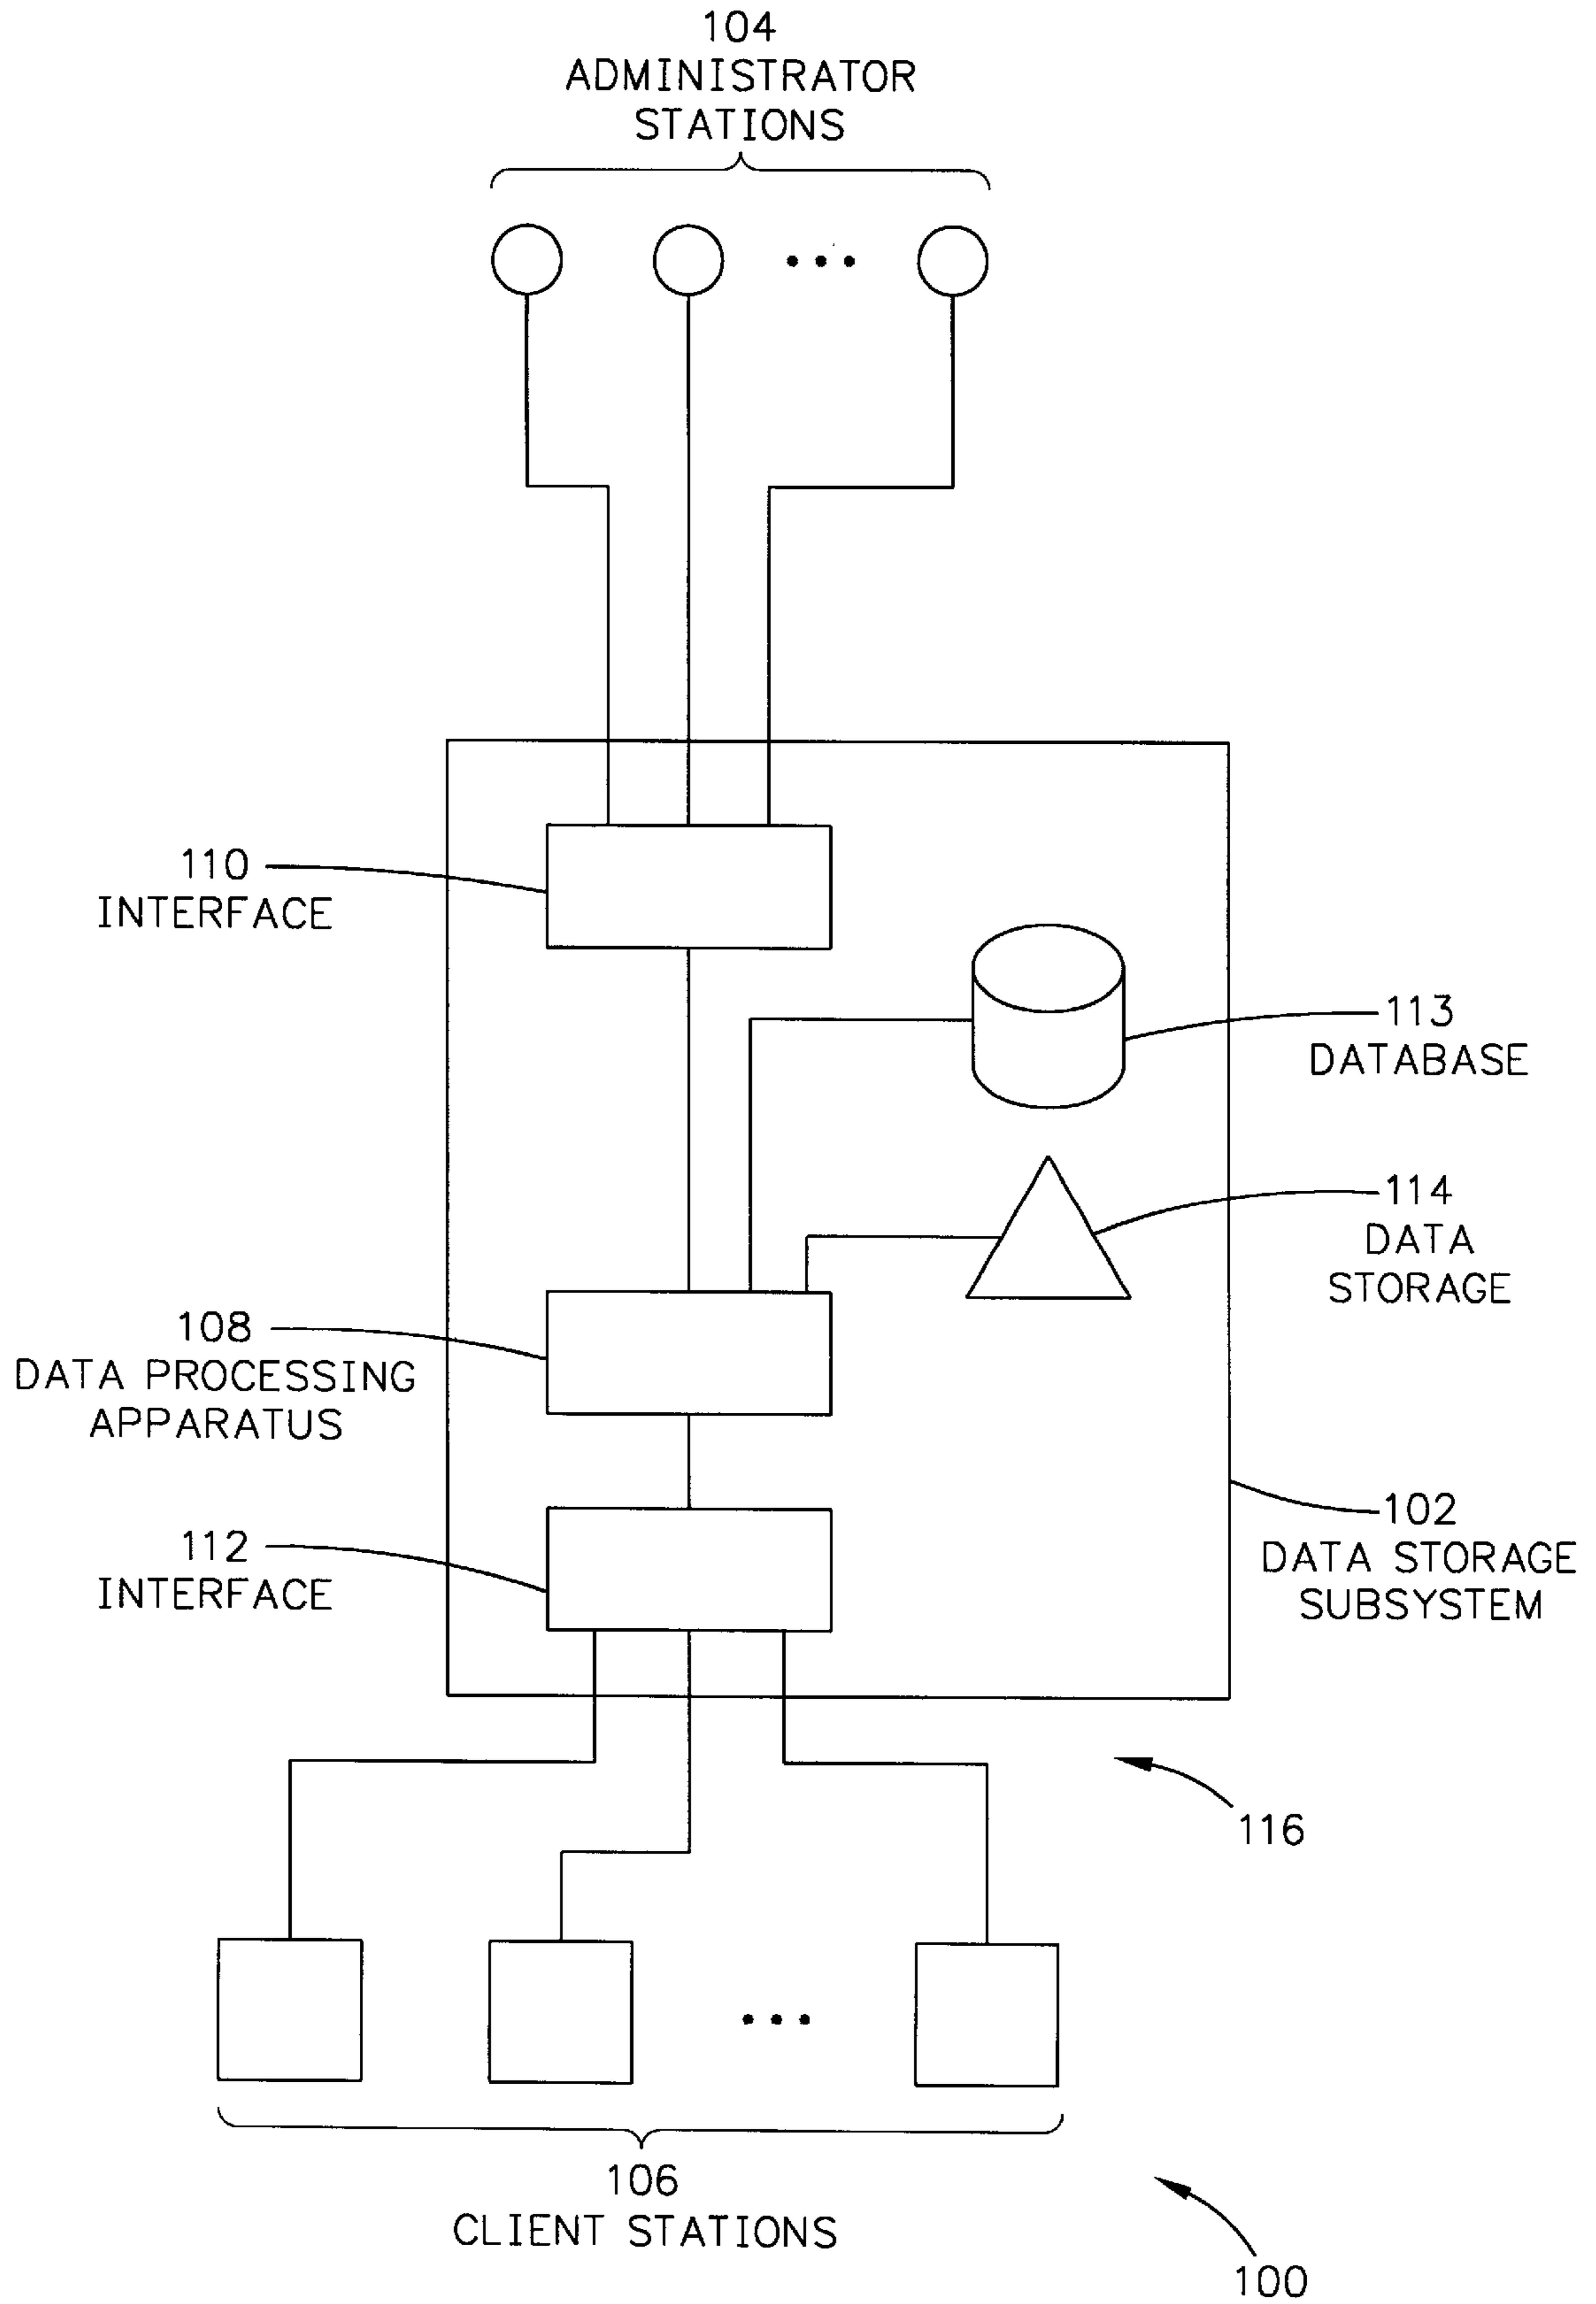 104
ADMINISTRATOR
STATIONS
110
INTERFACE
113
DATABASE
114
DATA
STORAGE
108
DATA PROCESSING
APPARATUS
102
DATA STORAGE
SUBSYSTEM
112
INTERFACE
116
106
CLIENT STATIONS
100